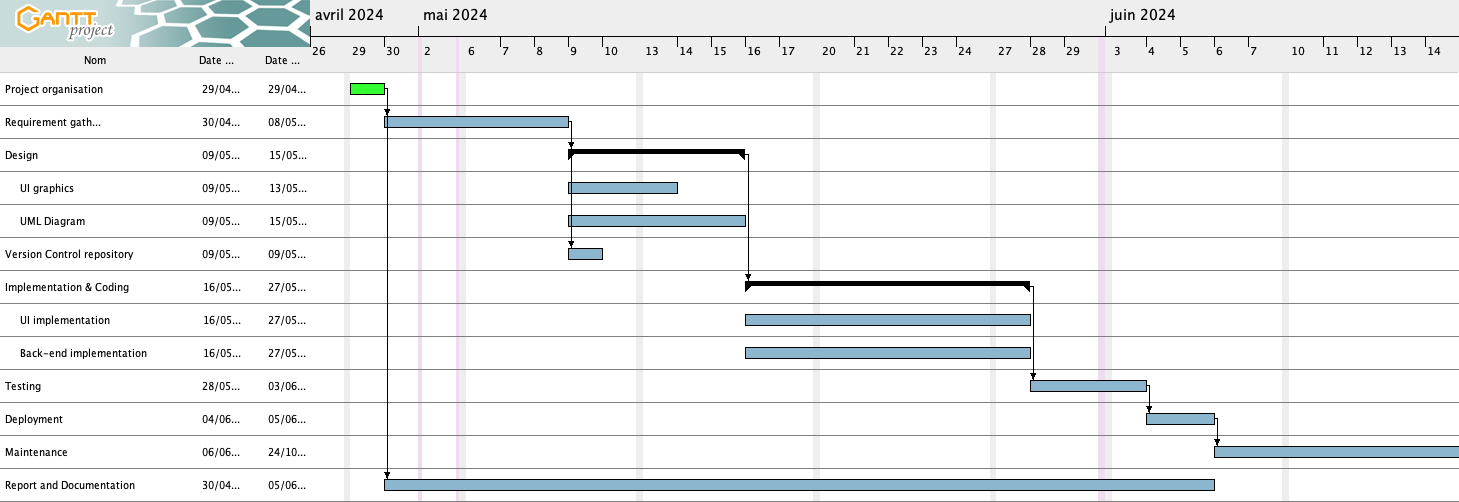 GANTT project
avril 2024 mai 2024 juin 2024
26 29 30 2 6 7 8 9 10 13 14 15 16 17 20 21 22 23 24 27 28 29 3 4 5 6 7 10 11 12 13 14
Nom Date ... Date ...
Project organisation 29/04... 29/04...
Requirement gath... 30/04... 08/05...
Design 09/05... 15/05...
UI graphics 09/05... 13/05...
UML Diagram 09/05... 15/05...
Version Control repository 09/05... 09/05...
Implementation & Coding 16/05... 27/05...
UI implementation 16/05... 27/05...
Back-end implementation 16/05... 27/05...
Testing 28/05... 03/06...
Deployment 04/06... 05/06...
Maintenance 06/06... 24/10...
Report and Documentation 30/04... 05/06...